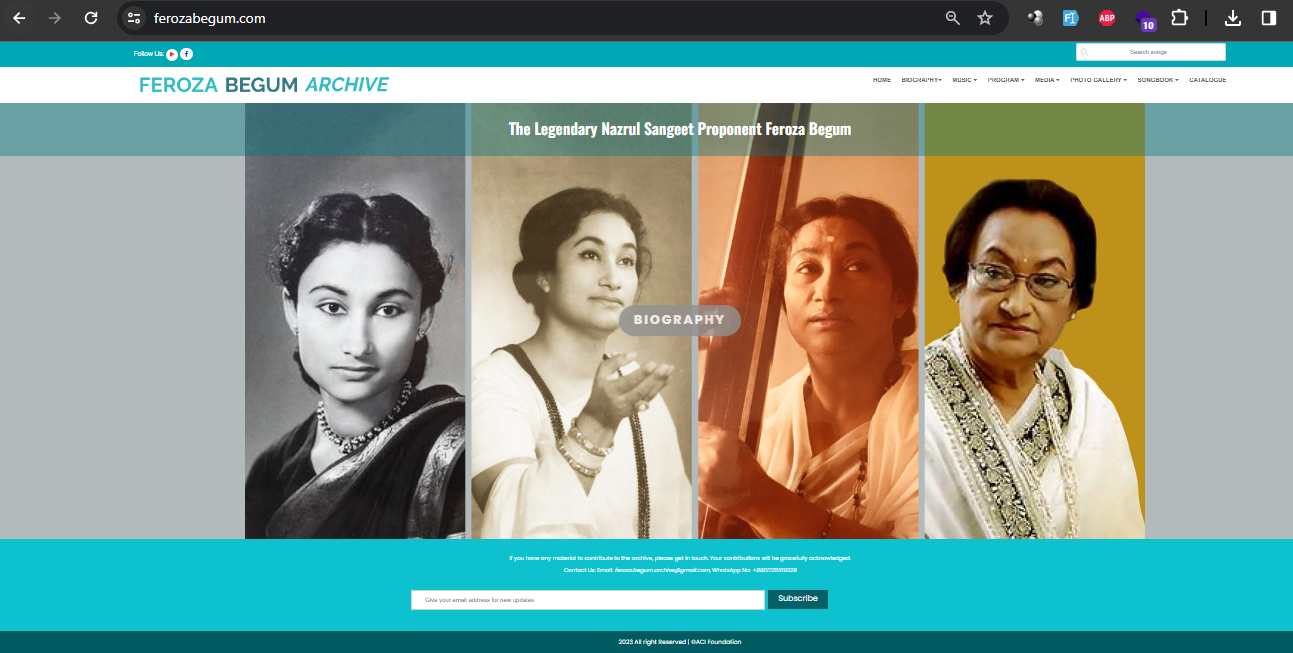 ferozabegum.com
ABP
10
Follow Us:
Search songs
FEROZA BEGUM ARCHIVE
HOME BIOGRAPHY MUSIC PROGRAM MEDIA PHOTO GALLERY SONGBOOK CATALOGUE
The Legendary Nazrul Sangeet Proponent Feroza Begum
BIOGRAPHY
If you have any material to contribute to the archive, please get in touch. Your contributions will be gracefully acknowledged.
Contact Us: Email: feroza.begum.archive@gmail.com, WhatsApp No:
Give your email address for new updates
Subscribe
2023 All right Reserved | ©ACI Foundation